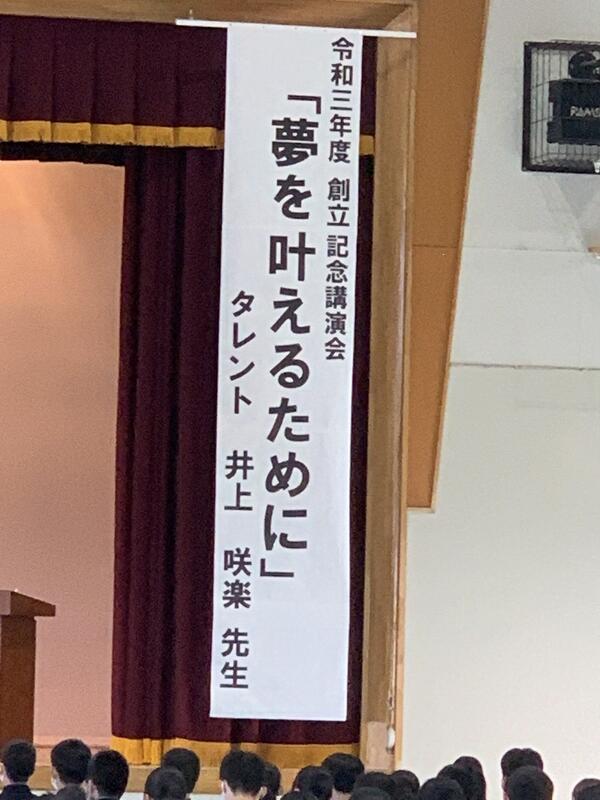 令和三年度 創立 記念講演会
「夢を叶えるために」
タレント 井上 咲楽 先生